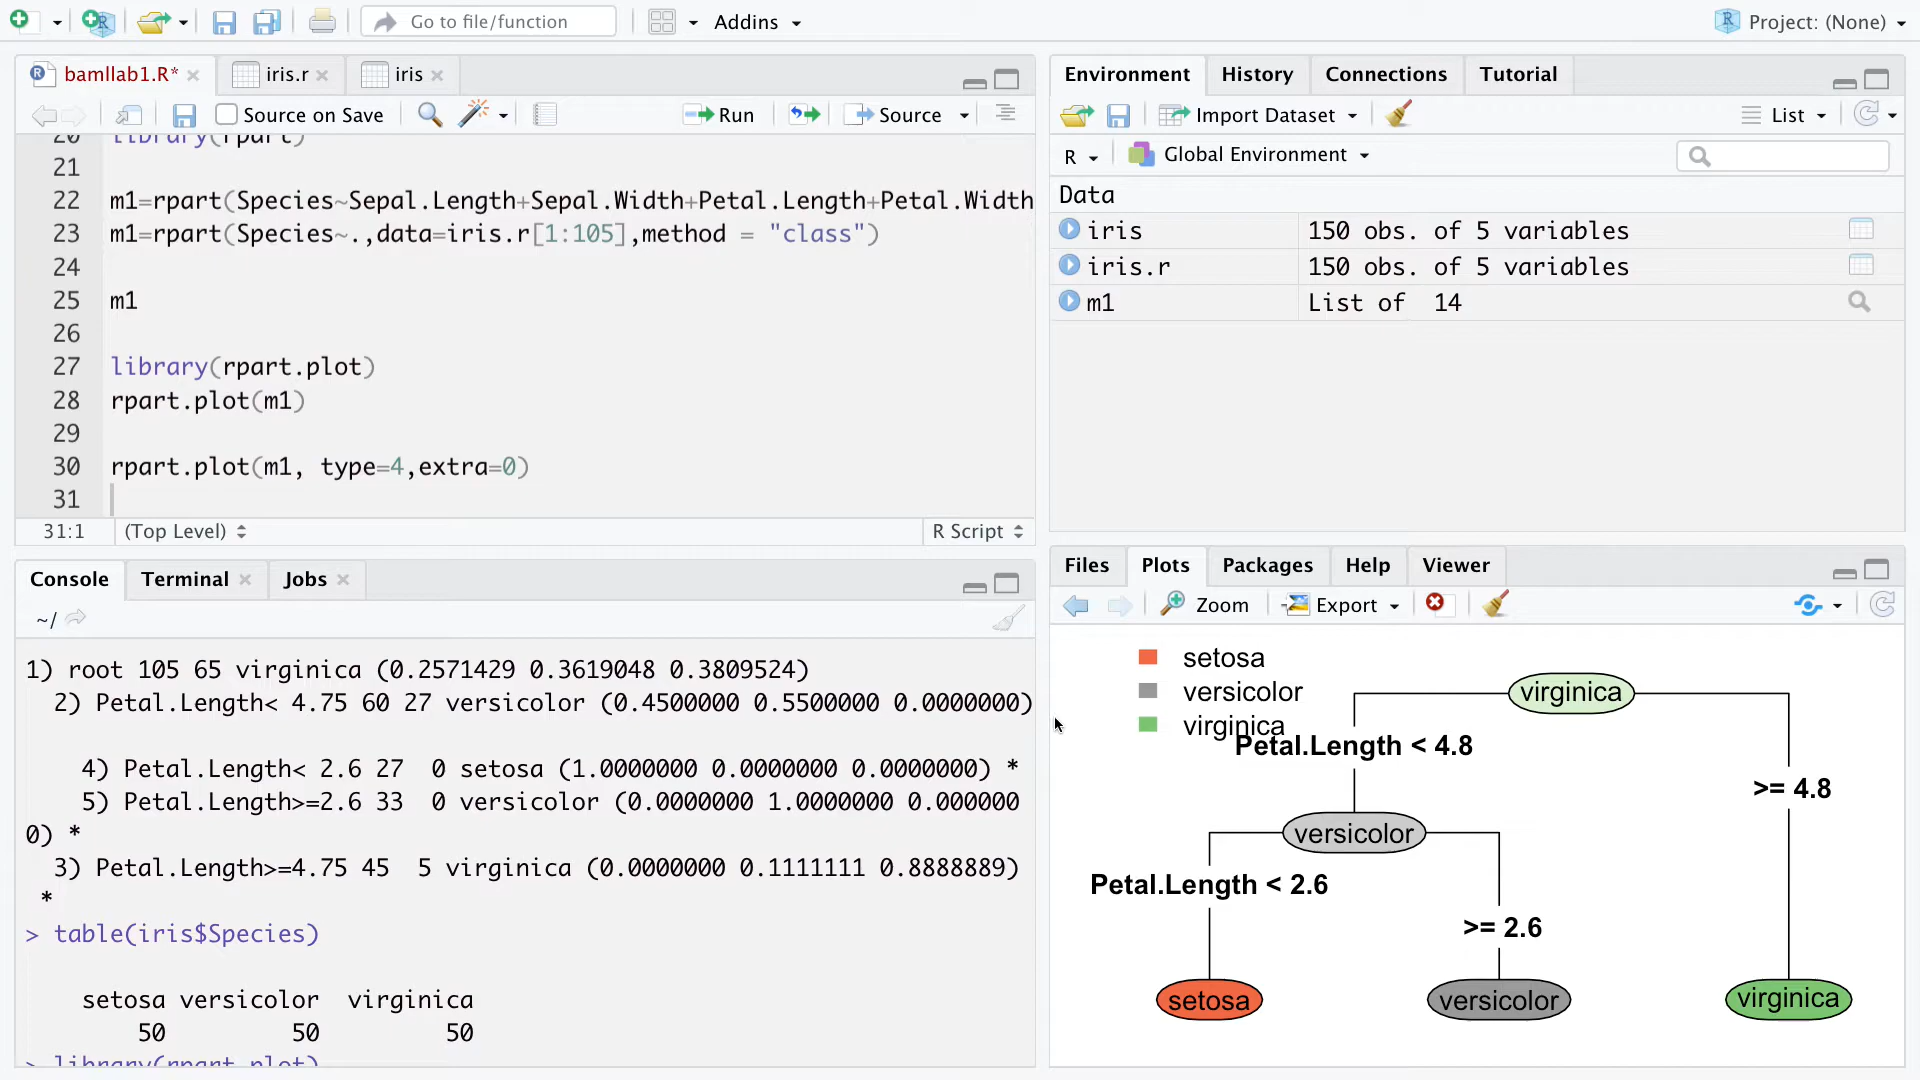 Go to file/function
Addins
Project: (None)
bamllab1.R*
iris.r
iris
Source on Save
Run
Source
20 library(rpart)
21
22 m1=rpart(Species~Sepal.Length+Sepal.Width+Petal.Length+Petal.Width
23 m1=rpart(Species~.,data=iris.r[1:105],method = "class")
24
25 m1
26
27 library(rpart.plot)
28 rpart.plot(m1)
29
30 rpart.plot(m1, type=4,extra=0)
31
31:1 (Top Level) R Script
Console Terminal Jobs
~/
1) root 105 65 virginica (0.2571429 0.3619048 0.3809524)
2) Petal.Length< 4.75 60 27 versicolor (0.4500000 0.5500000 0.0000000)
4) Petal.Length< 2.6 27 0 setosa (1.0000000 0.0000000 0.0000000) *
5) Petal.Length>=2.6 33 0 versicolor (0.0000000 1.0000000 0.000000
0) *
3) Petal.Length>=4.75 45 5 virginica (0.0000000 0.1111111 0.8888889)
*
> table(iris$Species)
setosa versicolor virginica
50 50 50
> library(rpart.plot)
Environment History Connections Tutorial
Import Dataset
List
R
Global Environment
Data
iris 150 obs. of 5 variables
iris.r 150 obs. of 5 variables
m1 List of 14
Files Plots Packages Help Viewer
Zoom Export
setosa
versicolor
virginica
virginica
Petal.Length < 4.8
>= 4.8
versicolor
Petal.Length < 2.6
>= 2.6
setosa
versicolor
virginica